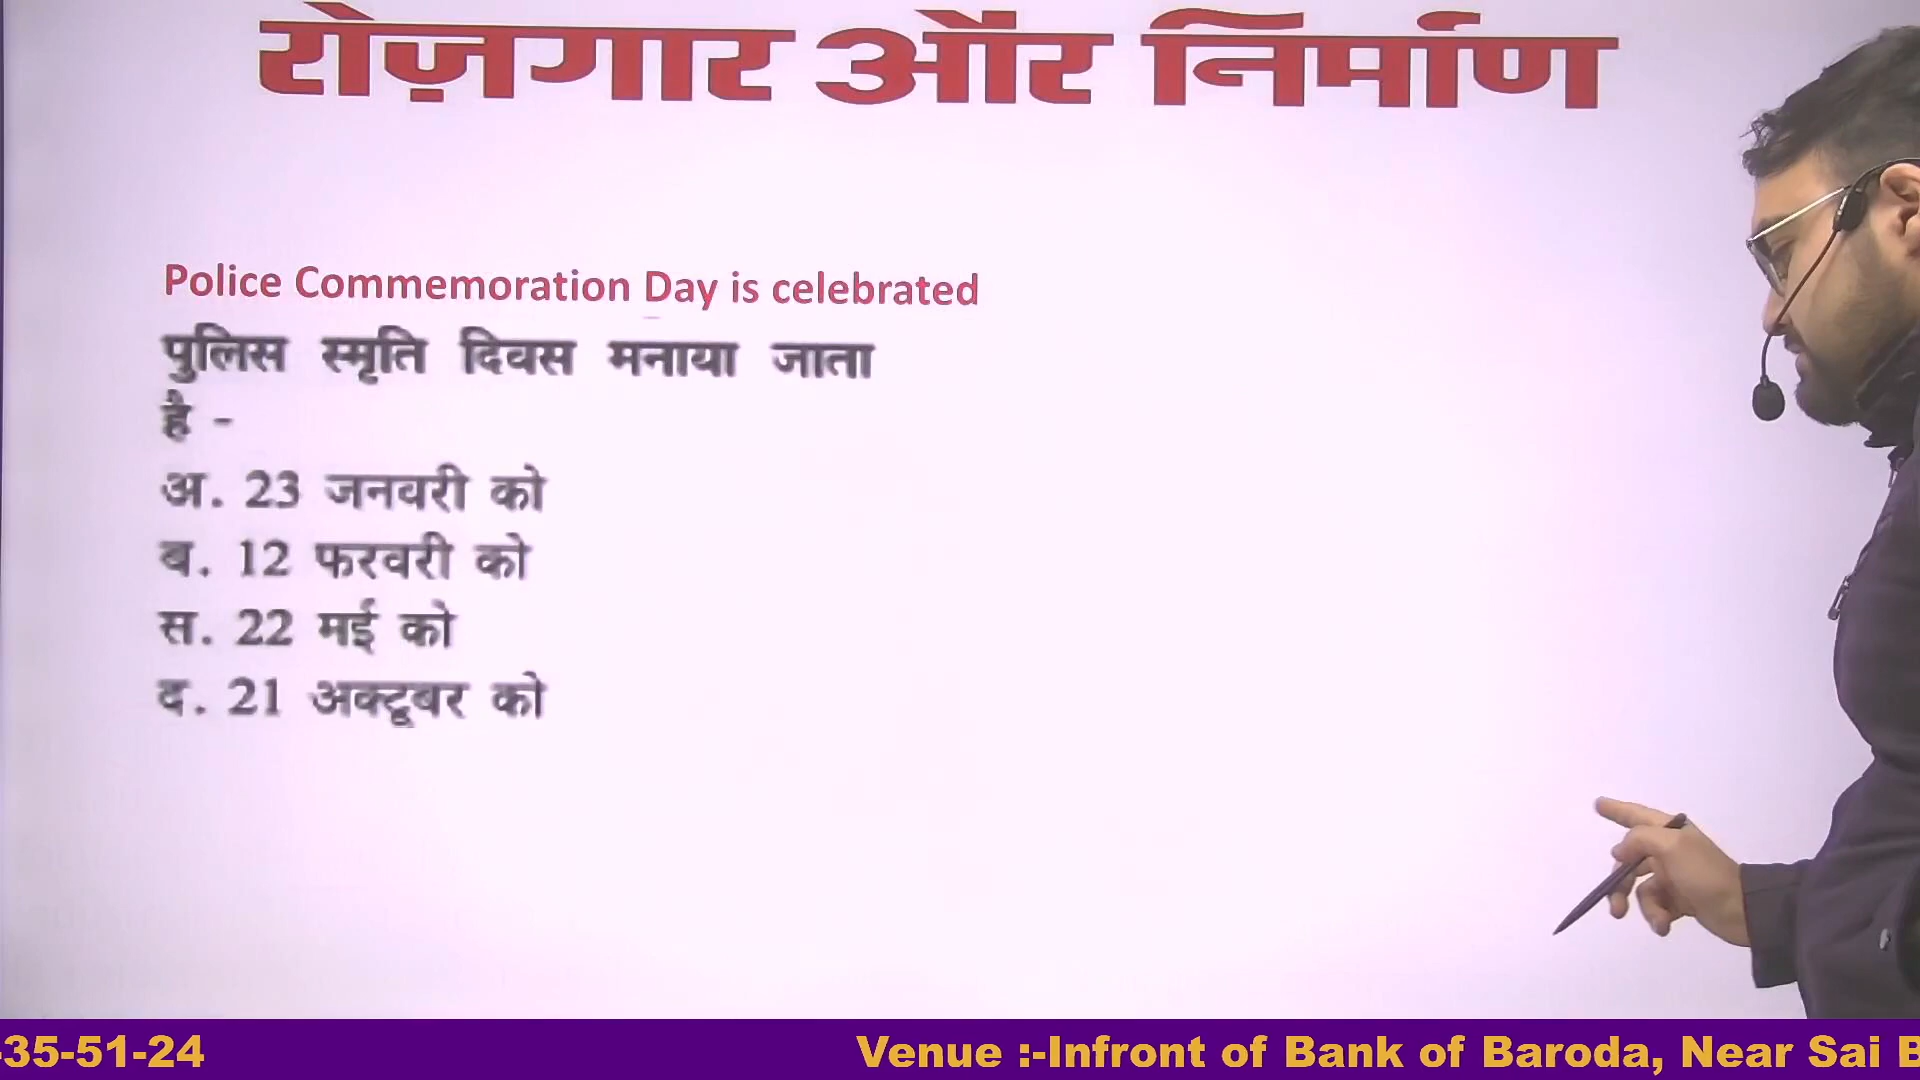 रोज़गार और निर्माण
Police Commemoration Day is celebrated
पुलिस स्मृति दिवस मनाया जाता
है -
अ. 23 जनवरी को
ब. 12 फरवरी को
स. 22 मई को
द. 21 अक्टूबर को
-35-51-24 Venue :-Infront of Bank of Baroda, Near Sai B